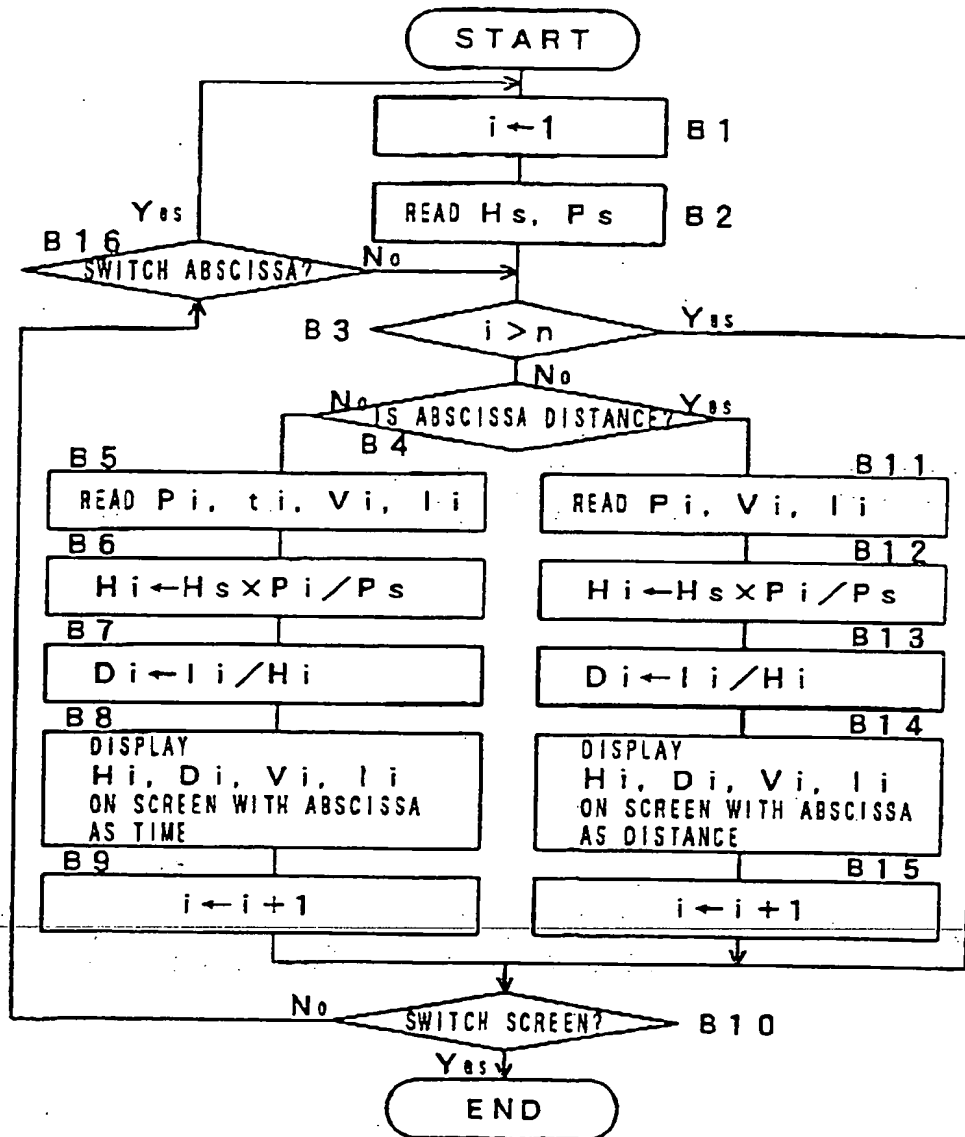 START
i←1
B1
READ Hs, Ps
B2
Yes
B16
SWITCH ABSCISSA?
No
B3
i>n
Yes
No
No
IS ABSCISSA DISTANCE?
Yes
B4
B5
READ Pi, ti, Vi, Ii
B6
Hi←Hs×Pi/Ps
B7
Di←Ii/Hi
B8
DISPLAY
Hi, Di, Vi, Ii
ON SCREEN WITH ABSCISSA
AS TIME
B9
i←i+1
B11
READ Pi, Vi, Ii
B12
Hi←Hs×Pi/Ps
B13
Di←Ii/Hi
B14
DISPLAY
Hi, Di, Vi, Ii
ON SCREEN WITH ABSCISSA
AS DISTANCE
B15
i←i+1
No
SWITCH SCREEN?
B10
Yes
END